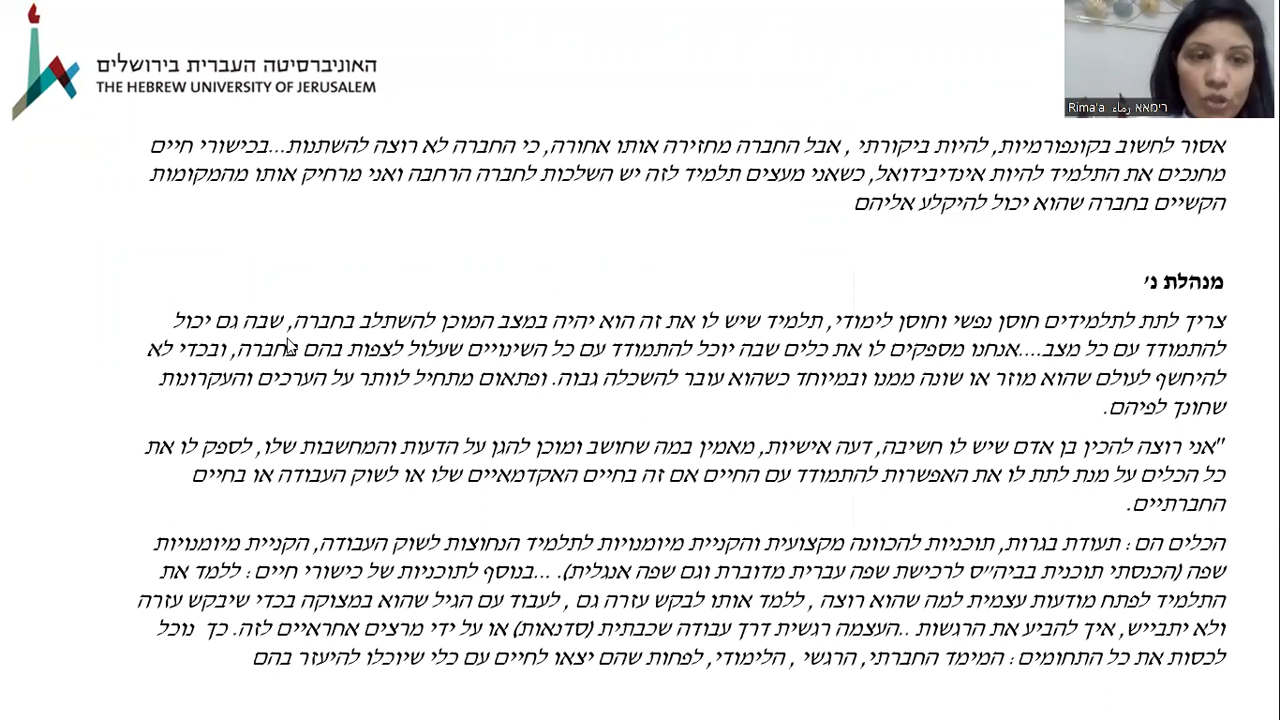 האוניברסיטה העברית בירושלים
THE HEBREW UNIVERSITY OF JERUSALEM
Rima'a ריмאא رماء
אסור לחשוב בקונפורמיות, להיות ביקורתי , אבל החברה מחזירה אותו אחורה, כי החברה לא רוצה להשתנות...בכישורי חיים
מחנכים את התלמיד להיות אינדיבידואל, כשאני מעצים תלמיד לזה יש השלכות לחברה הרחבה ואני מרחיק אותו מהמקומות
הקשיים בחברה שהוא יכול להיקלע אליהם
מנהלת נ׳
צריך לתת לתלמידים חוסן נפשי וחוסן לימודי, תלמיד שיש לו את זה הוא יהיה במצב המוכן להשתלב בחברה, שבה גם יכול
להתמודד עם כל מצב....אנחנו מספקים לו את כלים שבה יוכל להתמודד עם כל השינויים שעלול לצפות בהם בחברה, ובכדי לא
להיחשף לעולם שהוא מוזר או שונה ממנו ובמיוחד כשהוא עובר להשכלה גבוה. ופתאום מתחיל לוותר על הערכים והעקרונות
שחונך לפיהם.
"אני רוצה להכין בן אדם שיש לו חשיבה, דעה אישיות, מאמין במה שחושב ומוכן להגן על הדעות והמחשבות שלו, לספק לו את
כל הכלים על מנת לתת לו את האפשרות להתמודד עם החיים אם זה בחיים האקדמאיים שלו או לשוק העבודה או בחיים
החברתיים.
הכלים הם : תעודת בגרות, תוכניות להכוונה מקצועית והקניית מיומנויות לתלמיד הנחוצות לשוק העבודה, הקניית מיומנויות
שפה (הכנסתי תוכנית בביה״ס לרכישת שפה עברית מדוברת וגם שפה אנגלית). ...בנוסף לתוכניות של כישורי חיים : ללמד את
התלמיד לפתח מודעות עצמית למה שהוא רוצה , ללמד אותו לבקש עזרה גם , לעבוד עם הגיל שהוא במצוקה בכדי שיבקש עזרה
ולא יתבייש, איך להביע את הרגשות ..העצמה רגשית דרך עבודה שכבתית (סדנאות) או על ידי מרצים אחראיים לזה. כך נוכל
לכסות את כל התחומים : המימד החברתי, הרגשי , הלימודי, לפחות שהם יצאו לחיים עם כלי שיוכלו להיעזר בהם